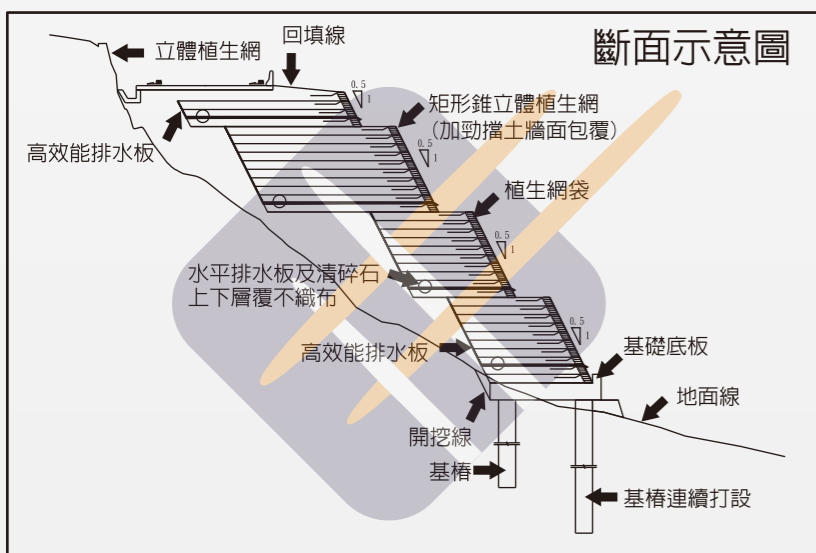 斷面示意圖
立體植生網
回填線
0.5
1
矩形錐立體植生網
(加勁擋土牆面包覆)
高效能排水板
0.5
1
植生網袋
0.5
1
水平排水板及清碎石
上下層覆不織布
0.5
1
高效能排水板
基礎底板
地面線
開挖線
基樁
基樁連續打設